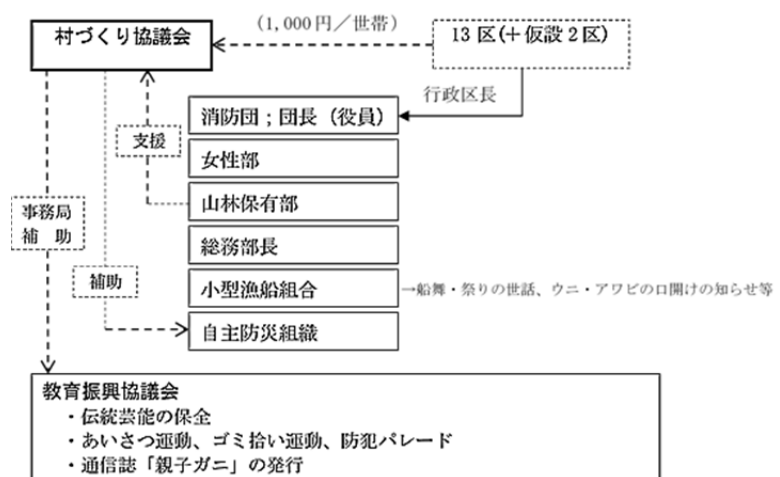 （1,000円／世帯）
村づくり協議会
13 区(＋仮設２区)
行政区長
消防団；団長（役員）
支援
女性部
山林保有部
事務局
補　助
総務部長
補助
小型漁船組合
→船舞・祭りの世話、ウニ・アワビの口開けの知らせ等
自主防災組織
教育振興協議会
・伝統芸能の保全
・あいさつ運動、ゴミ拾い運動、防犯パレード
・通信誌「親子ガニ」の発行